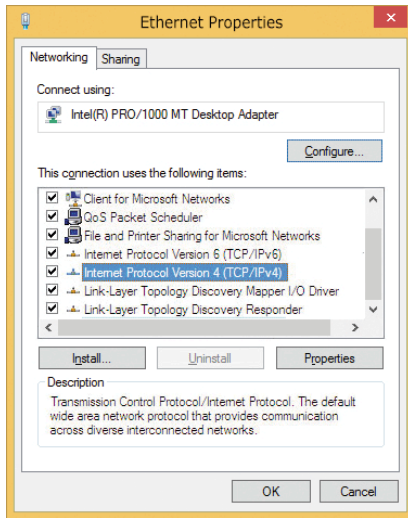 Ethernet Properties
Networking Sharing
Connect using:
Intel(R) PRO/1000 MT Desktop Adapter
Configure...
This connection uses the following items:
Client for Microsoft Networks
QoS Packet Scheduler
File and Printer Sharing for Microsoft Networks
Internet Protocol Version 6 (TCP/IPv6)
Internet Protocol Version 4 (TCP/IPv4)
Link-Layer Topology Discovery Mapper I/O Driver
Link-Layer Topology Discovery Responder
Install... Uninstall Properties
Description
Transmission Control Protocol/Internet Protocol. The default
wide area network protocol that provides communication
across diverse interconnected networks.
OK Cancel